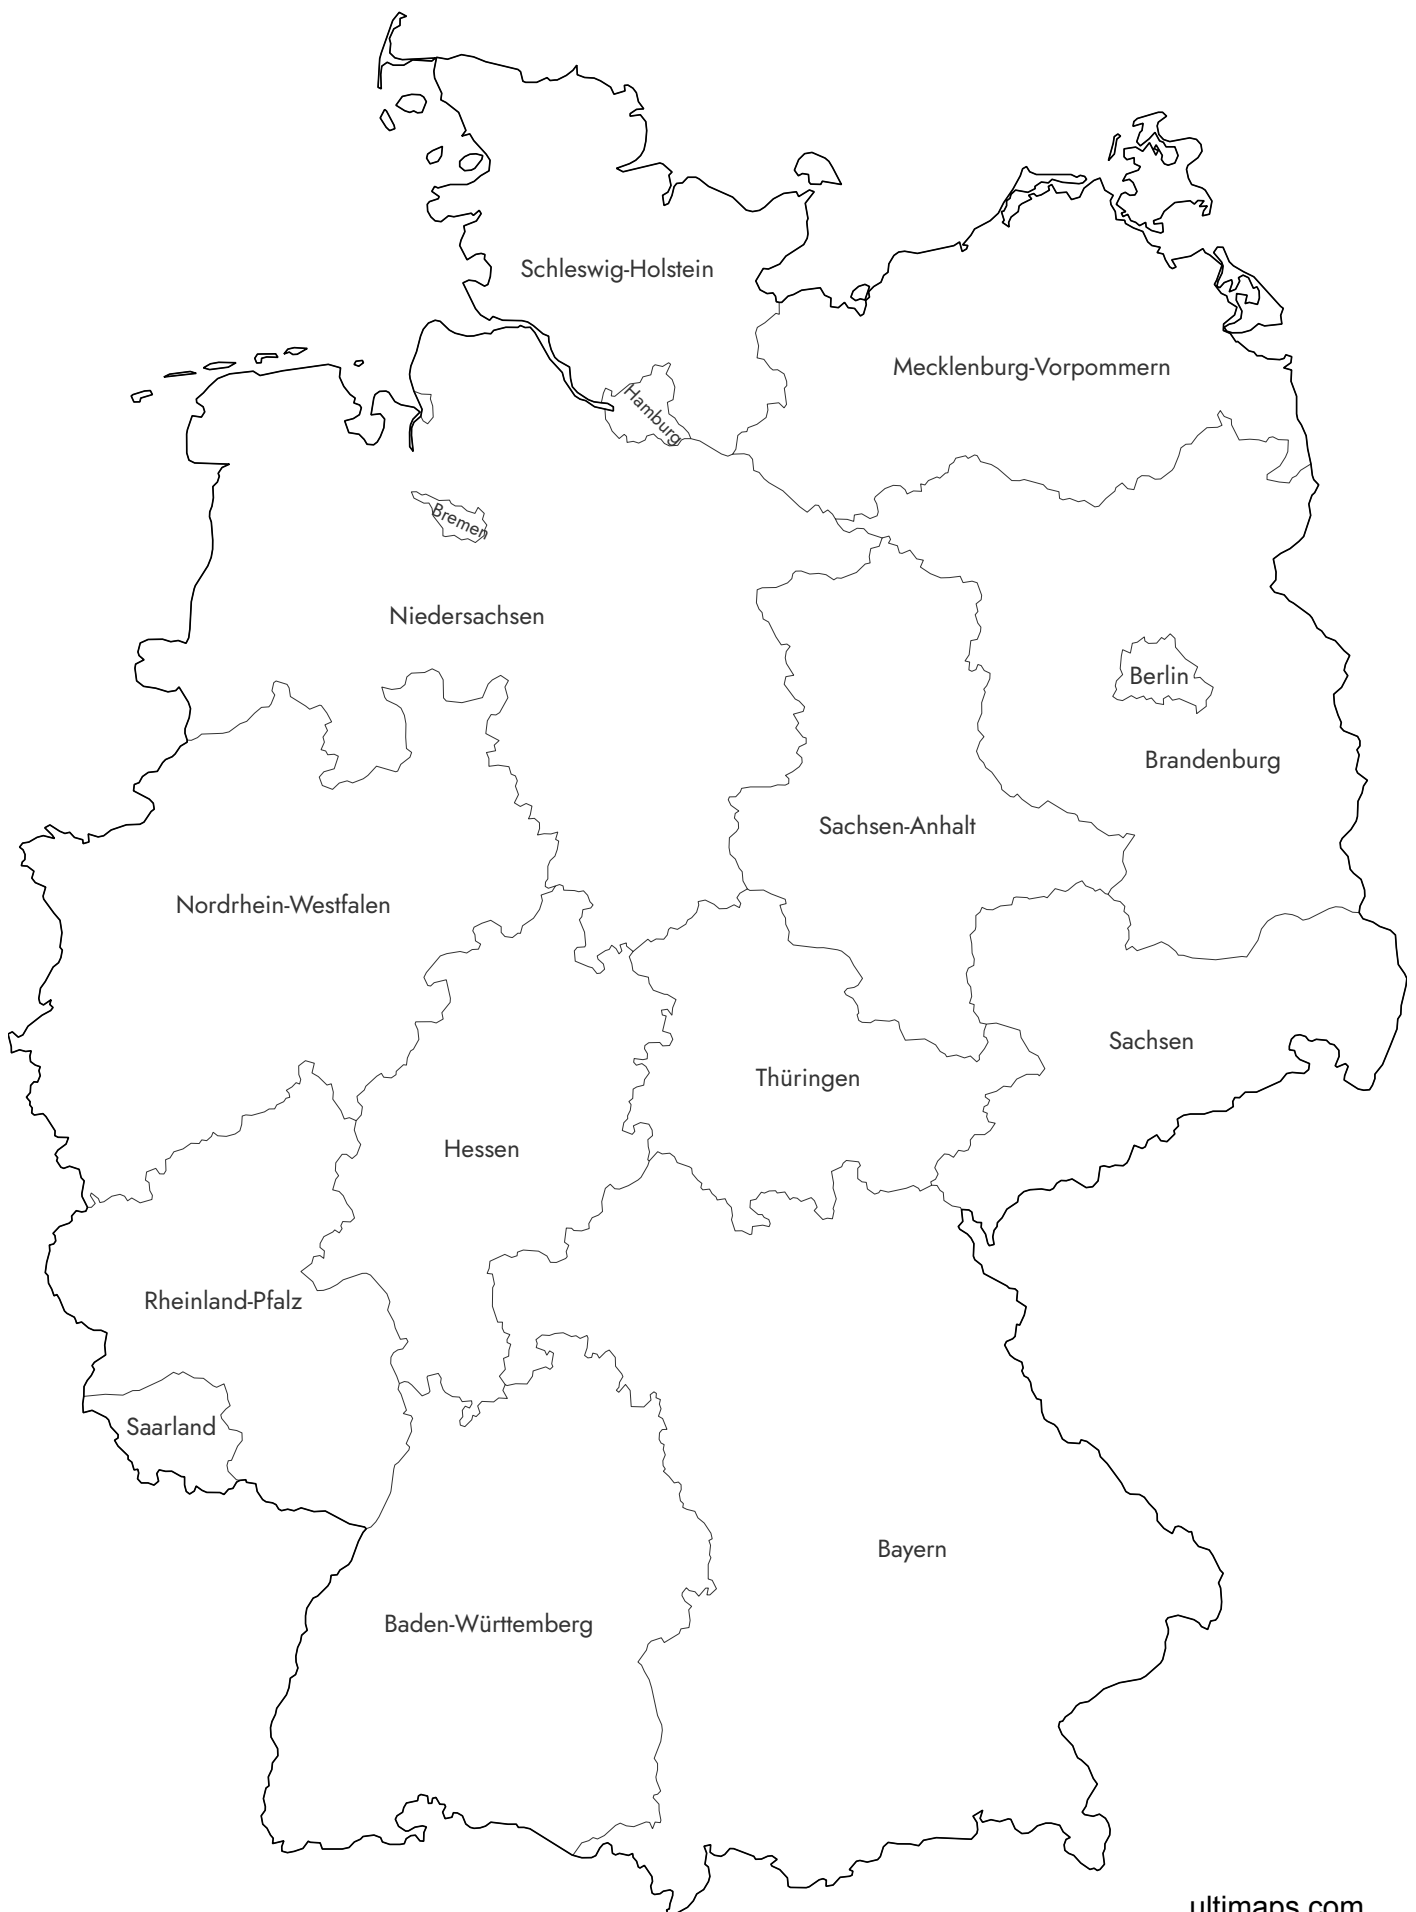 Schleswig-Holstein
Mecklenburg-Vorpommern
Hamburg
Bremen
Niedersachsen
Berlin
Brandenburg
Sachsen-Anhalt
Nordrhein-Westfalen
Sachsen
Thüringen
Hessen
Rheinland-Pfalz
Saarland
Bayern
Baden-Württemberg
ultimaps.com